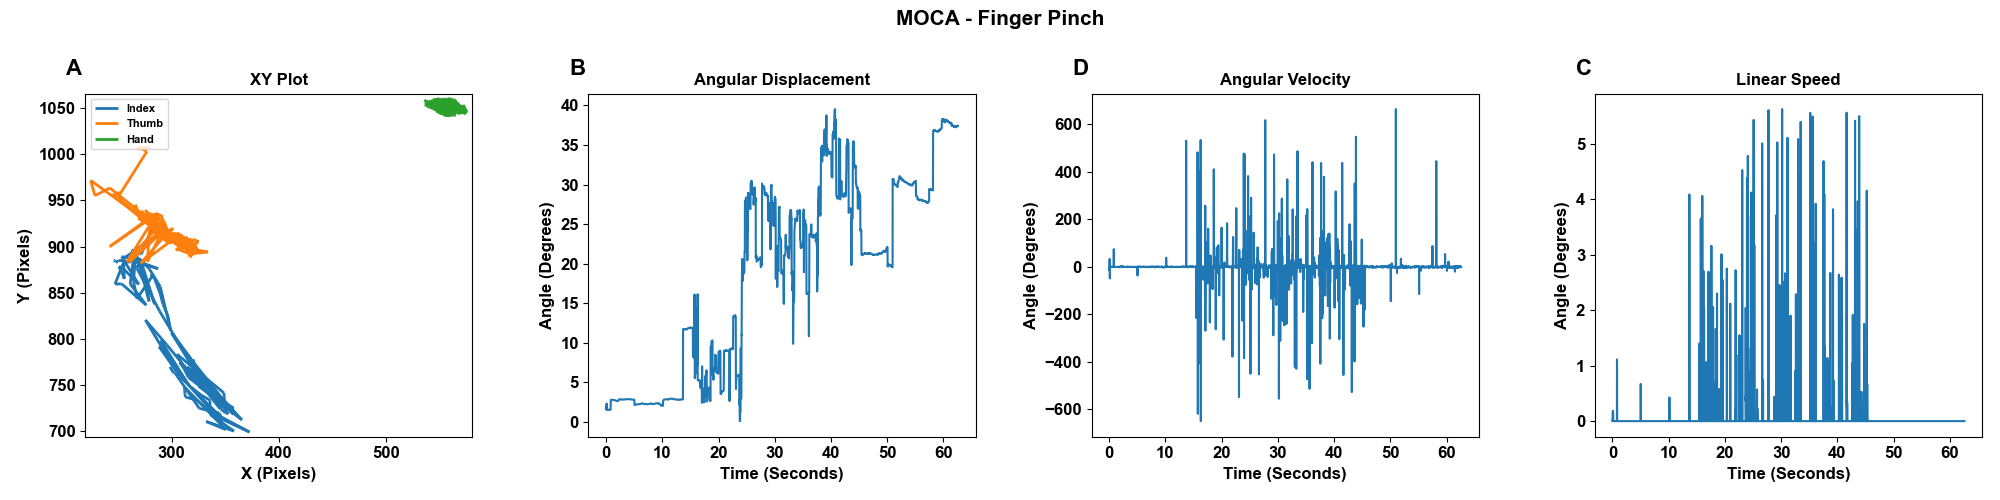 MOCA - Finger Pinch
A
XY Plot
Index
Thumb
Hand
1050
1000
950
900
850
800
750
700
300
400
500
Y (Pixels)
X (Pixels)
B
Angular Displacement
40
35
30
25
20
15
10
5
0
0
10
20
30
40
50
60
Angle (Degrees)
Time (Seconds)
D
Angular Velocity
600
400
200
0
−200
−400
−600
0
10
20
30
40
50
60
Angle (Degrees)
Time (Seconds)
C
Linear Speed
5
4
3
2
1
0
0
10
20
30
40
50
60
Angle (Degrees)
Time (Seconds)